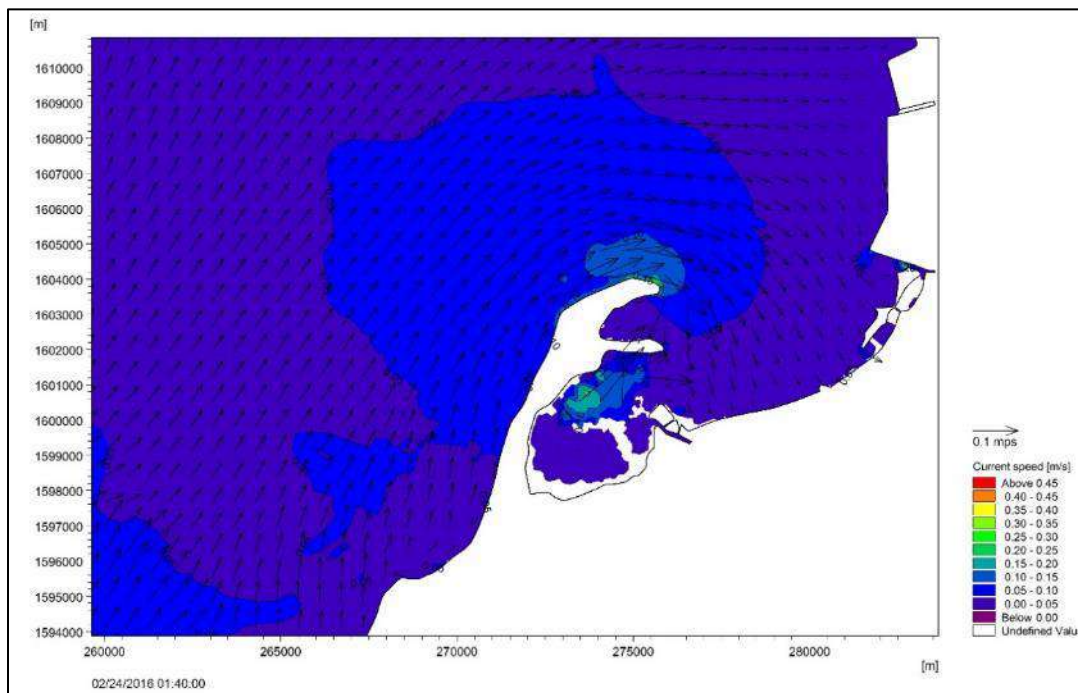 [m]
1610000
1609000
1608000
1607000
1606000
1605000
1604000
1603000
1602000
1601000
1600000
1599000
1598000
1597000
1596000
1595000
1594000
260000 265000 270000 275000 280000
[m]
02/24/2016 01:40:00
0.1 mps
Current speed [m/s]
Above 0.45
0.40 - 0.45
0.35 - 0.40
0.30 - 0.35
0.25 - 0.30
0.20 - 0.25
0.15 - 0.20
0.10 - 0.15
0.05 - 0.10
0.00 - 0.05
Below 0.00
Undefined Valu